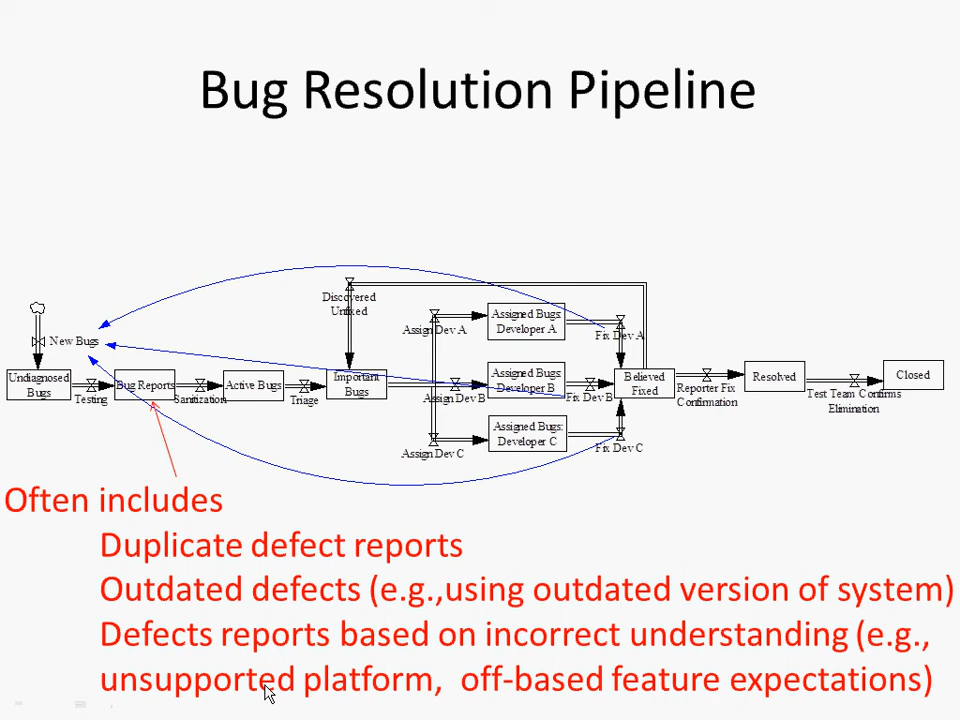 Bug Resolution Pipeline
Discovered
Unfixed
New Bugs
Assign Dev A
Assigned Bugs:
Developer A
Fix Dev A
Undiagnosed
Bugs
Testing
Bug Reports
Sanitization
Active Bugs
Triage
Important
Bugs
Assign Dev B
Assigned Bugs:
Developer B
Fix Dev B
Believed
Fixed
Reporter Fix
Confirmation
Resolved
Test Team Confirms
Elimination
Closed
Assign Dev C
Assigned Bugs:
Developer C
Fix Dev C
Often includes
Duplicate defect reports
Outdated defects (e.g.,using outdated version of system)
Defects reports based on incorrect understanding (e.g.,
unsupported platform, off-based feature expectations)